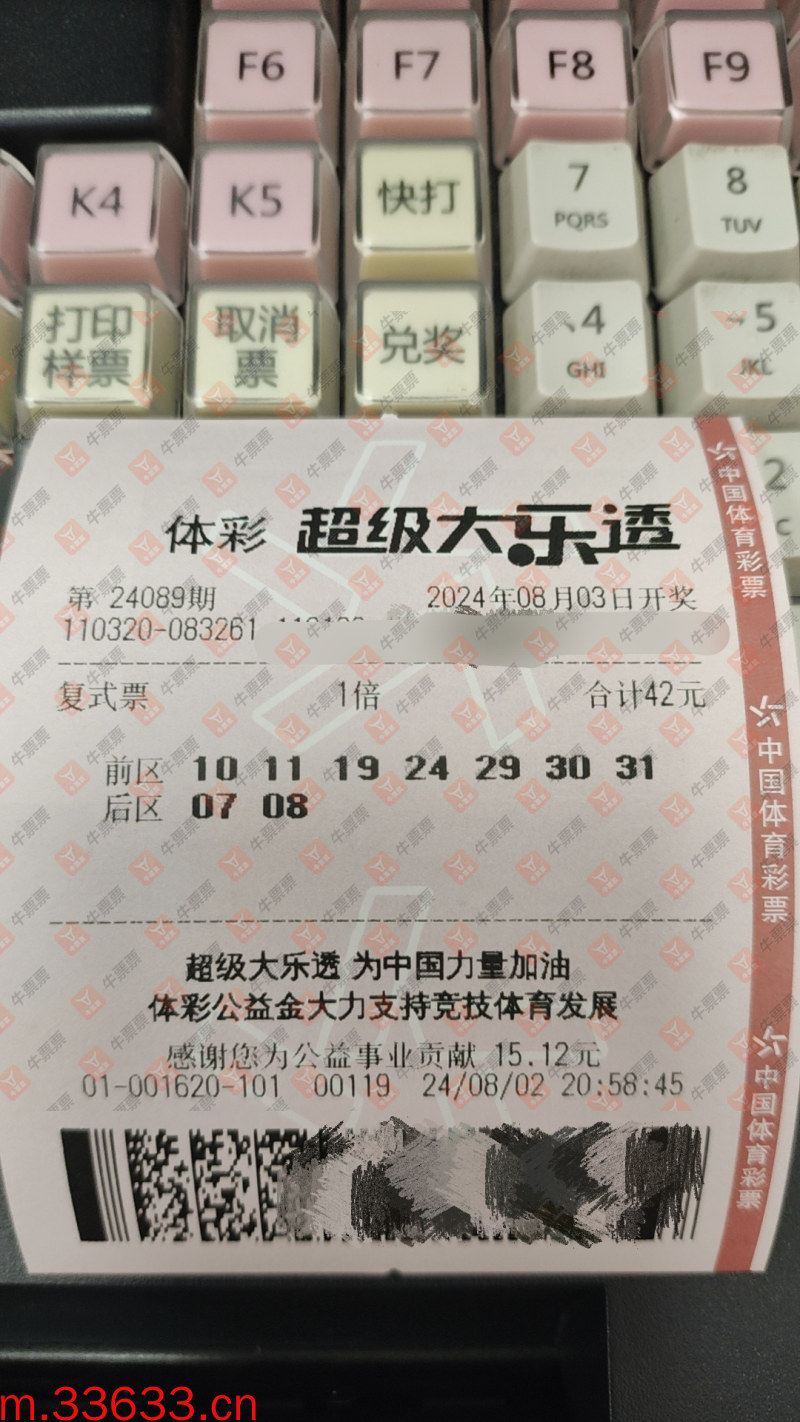 F6 F7 F8 F9
K4 K5 快打 7 8
PQRS TUV
打印 取消 兑奖 4 5
样票 票 GHI JKL
2
体彩 超级大乐透
第 24089期 2024年08月03日开奖
110320-083261
复式票 1倍 合计42元
前区 10 11 19 24 29 30 31
后区 07 08
超级大乐透 为中国力量加油
体彩公益金大力支持竞技体育发展
感谢您为公益事业贡献 15.12元
01-001620-101 00119 24/08/02 20:58:45
中国体育彩票
中国体育彩票
中国体育彩票
牛票票
m.33633.cn